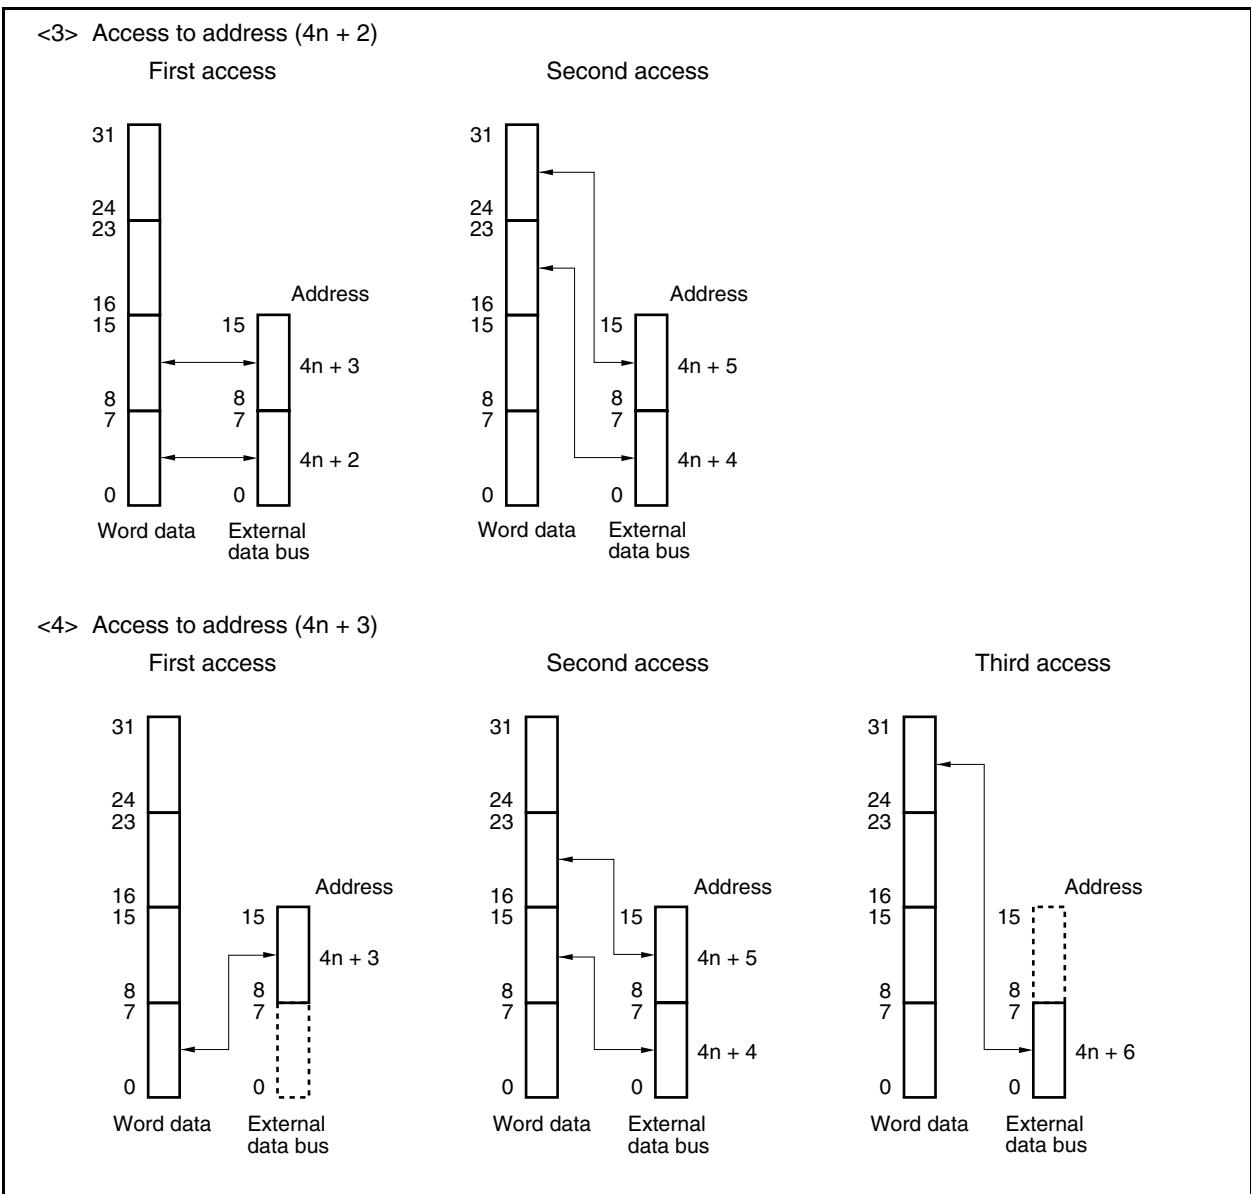 <3> Access to address (4n + 2)
First access
Second access
31
24
23
16
15
8
7
0
Address
15
8
7
0
4n + 3
4n + 2
Word data
External
data bus
31
24
23
16
15
8
7
0
Address
15
8
7
0
4n + 5
4n + 4
Word data
External
data bus
<4> Access to address (4n + 3)
First access
Second access
Third access
31
24
23
16
15
8
7
0
Address
15
8
7
0
4n + 3
Word data
External
data bus
31
24
23
16
15
8
7
0
Address
15
8
7
0
4n + 5
4n + 4
Word data
External
data bus
31
24
23
16
15
8
7
0
Address
15
8
7
0
4n + 6
Word data
External
data bus